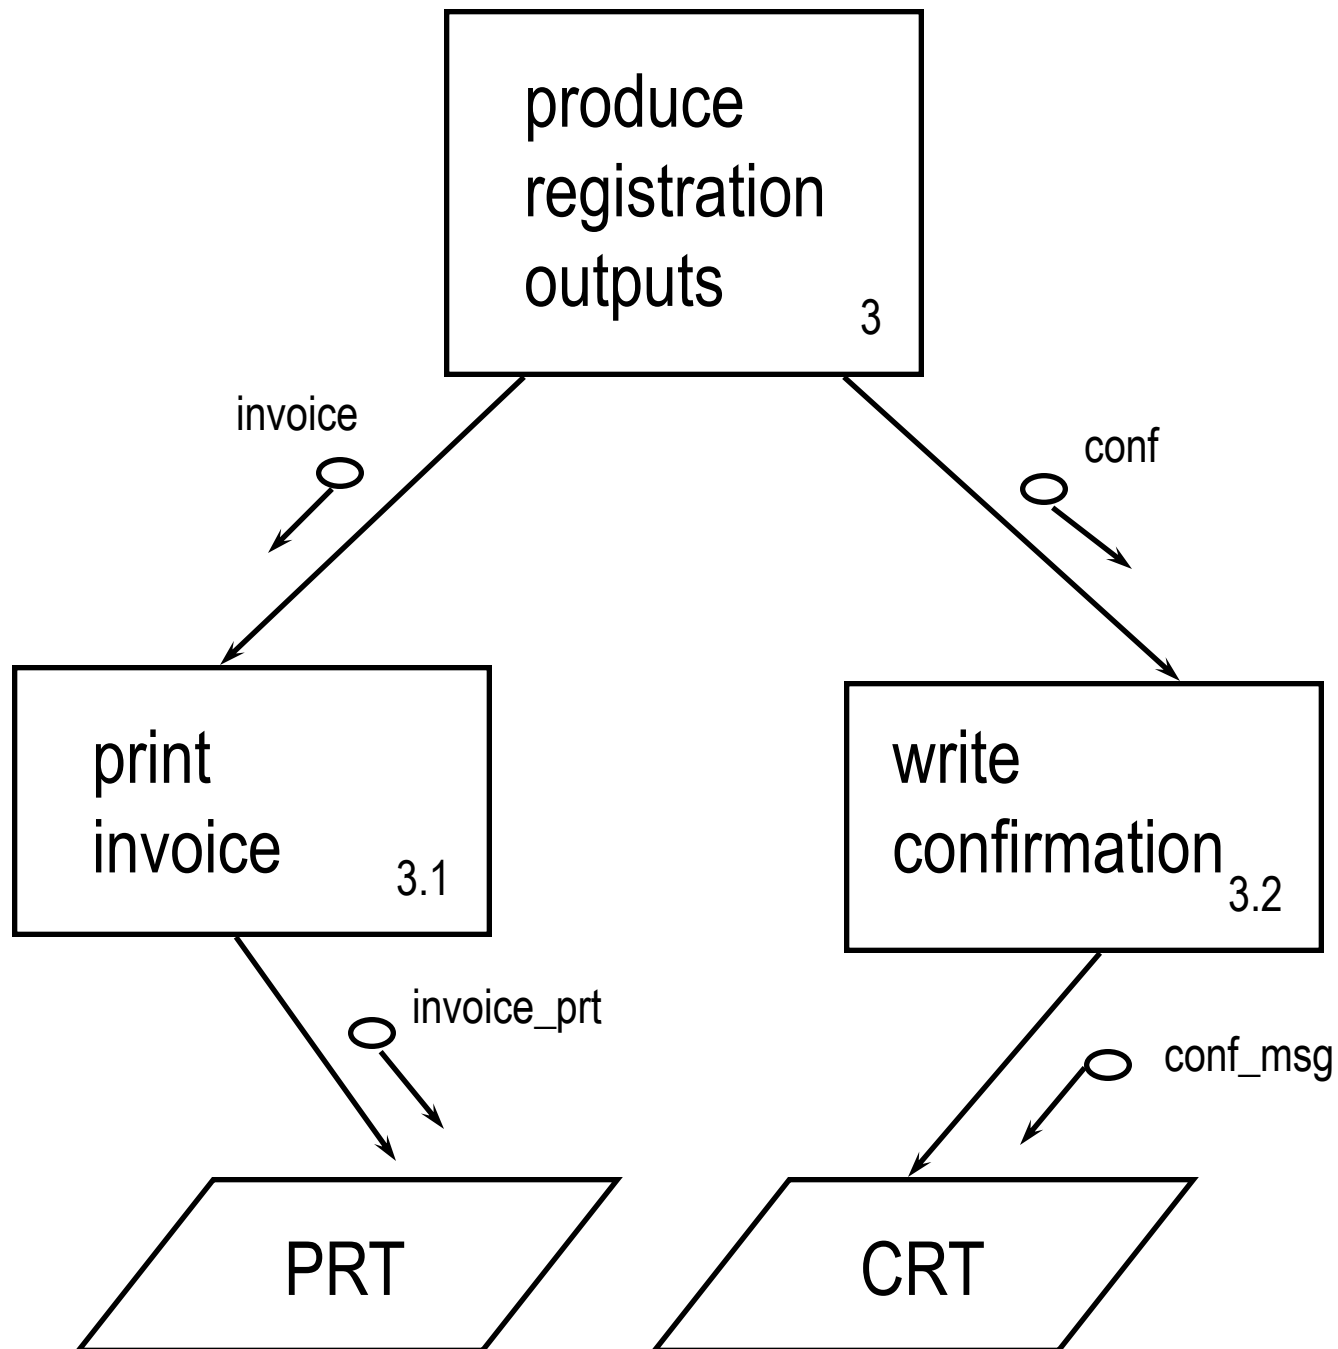 produce
registration
outputs
3
invoice
conf
print
invoice
3.1
write
confirmation
3.2
invoice_prt
conf_msg
PRT
CRT